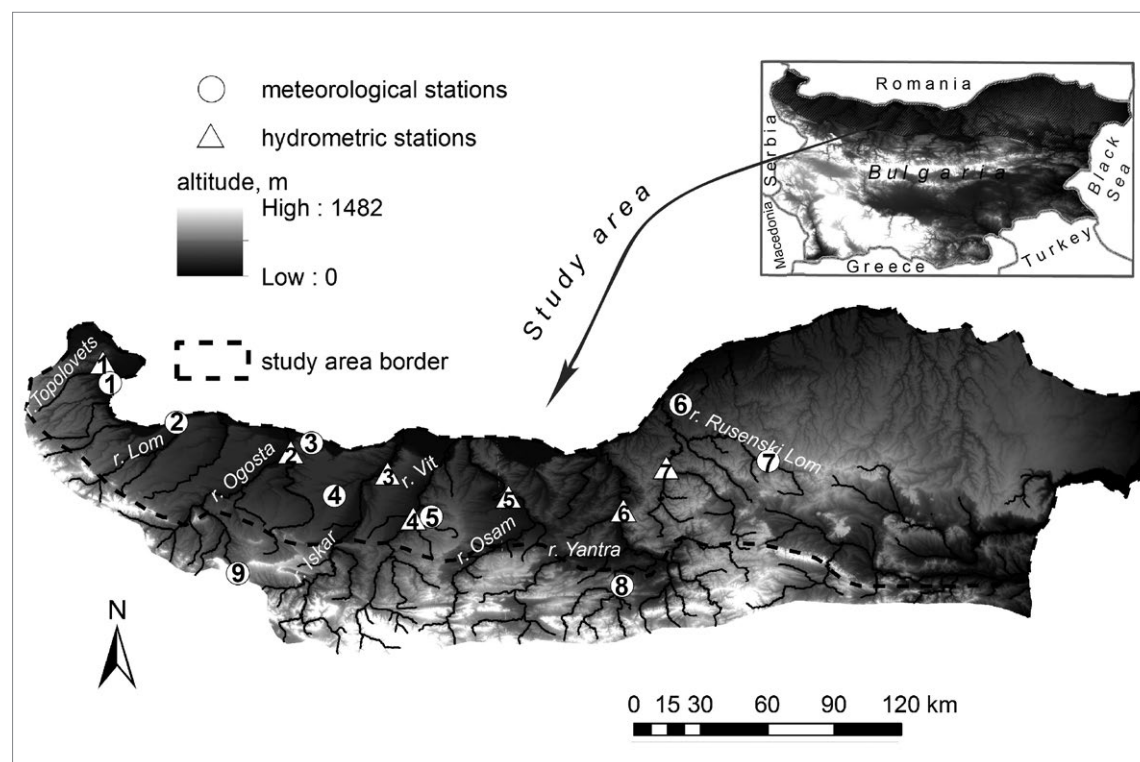 meteorological stations
hydrometric stations
altitude, m
High : 1482
Low : 0
study area border
Study area
Romania
Serbia
Bulgaria
Black
Sea
Macedonia
Greece
Turkey
r.Topolovets
1
1
2
r. Lom
3
2
r. Ogosta
4
3
r. Vit
4
5
r. Iskar
9
5
r. Osam
6
r. Yantra
8
6
r. Rusenski Lom
7
7
N
0 15 30 60 90 120 km